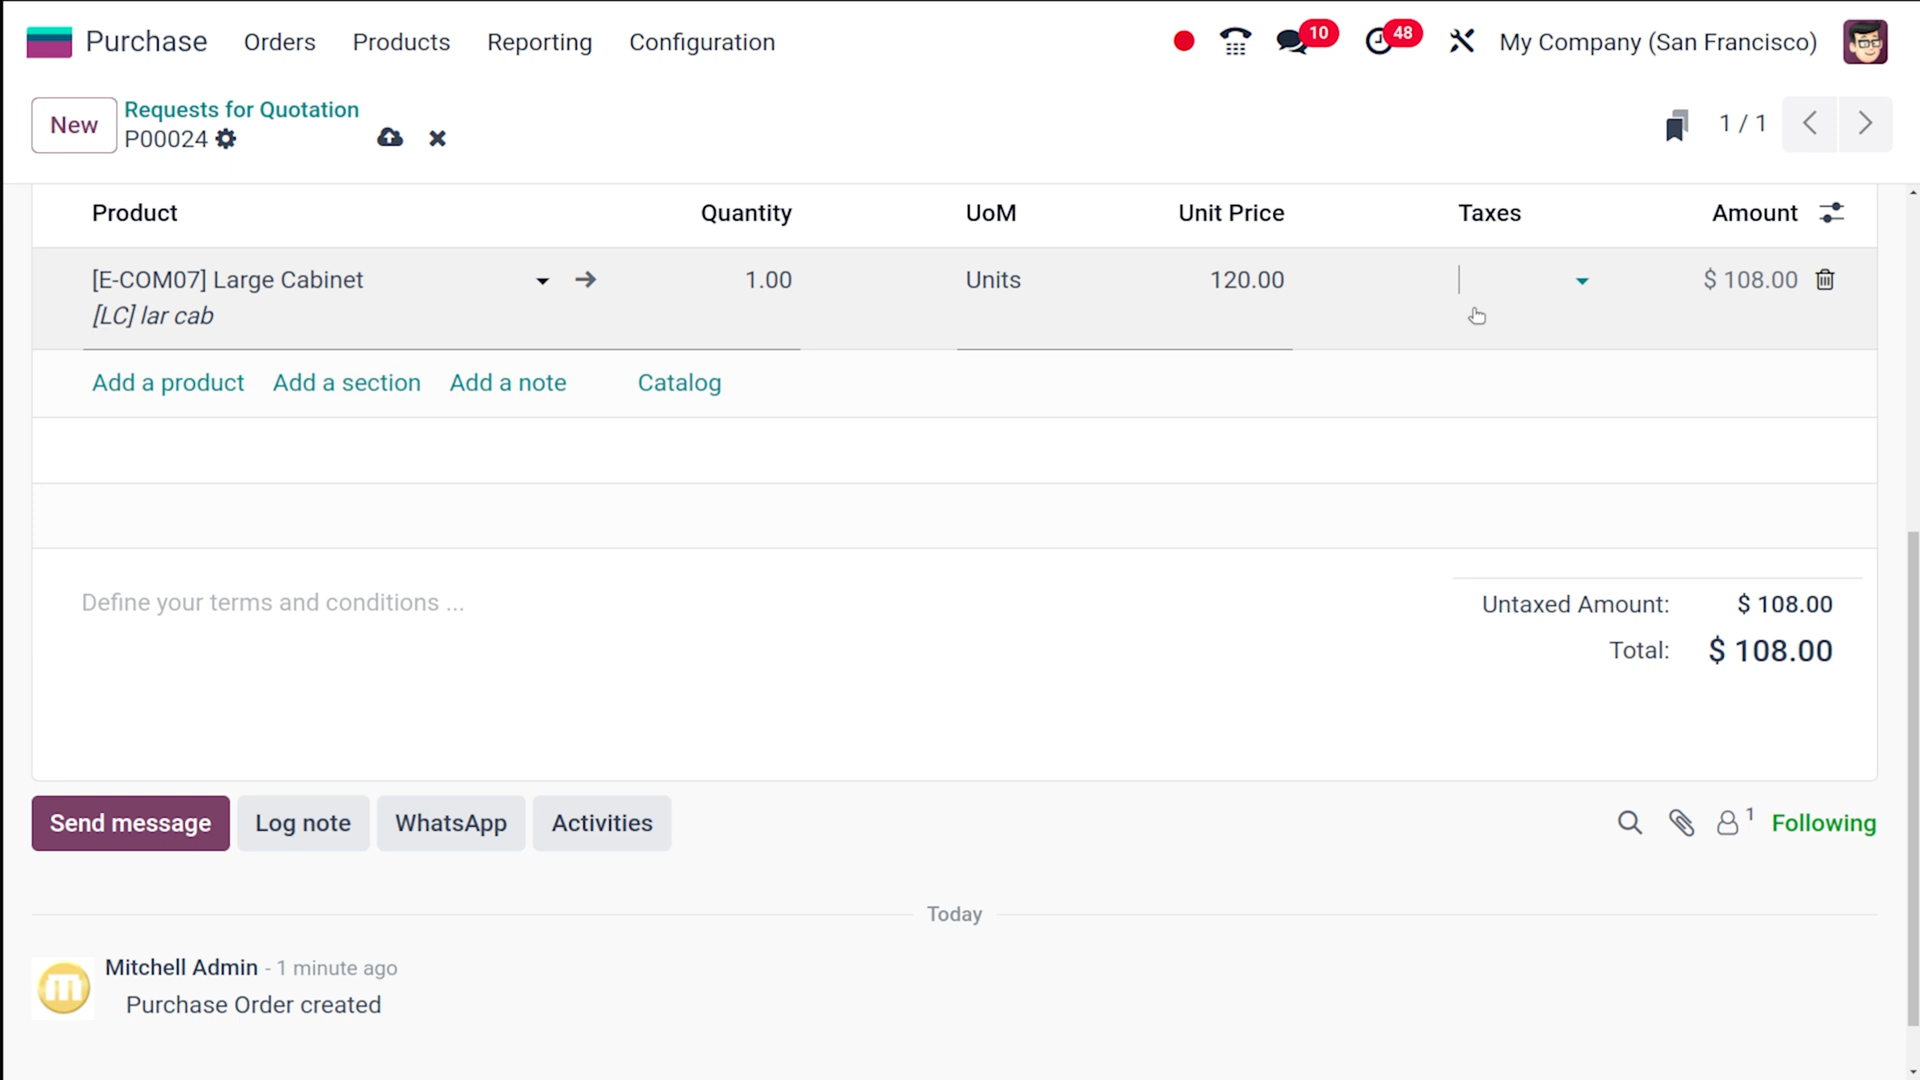 Purchase Orders Products Reporting Configuration 10 48 My Company (San Francisco)
New Requests for Quotation
P00024 1 / 1
Product Quantity UoM Unit Price Taxes Amount
[E-COM07] Large Cabinet 1.00 Units 120.00 $ 108.00
[LC] lar cab
Add a product Add a section Add a note Catalog
Define your terms and conditions ... Untaxed Amount: $ 108.00
Total: $ 108.00
Send message Log note WhatsApp Activities 1 Following
Today
Mitchell Admin - 1 minute ago
Purchase Order created